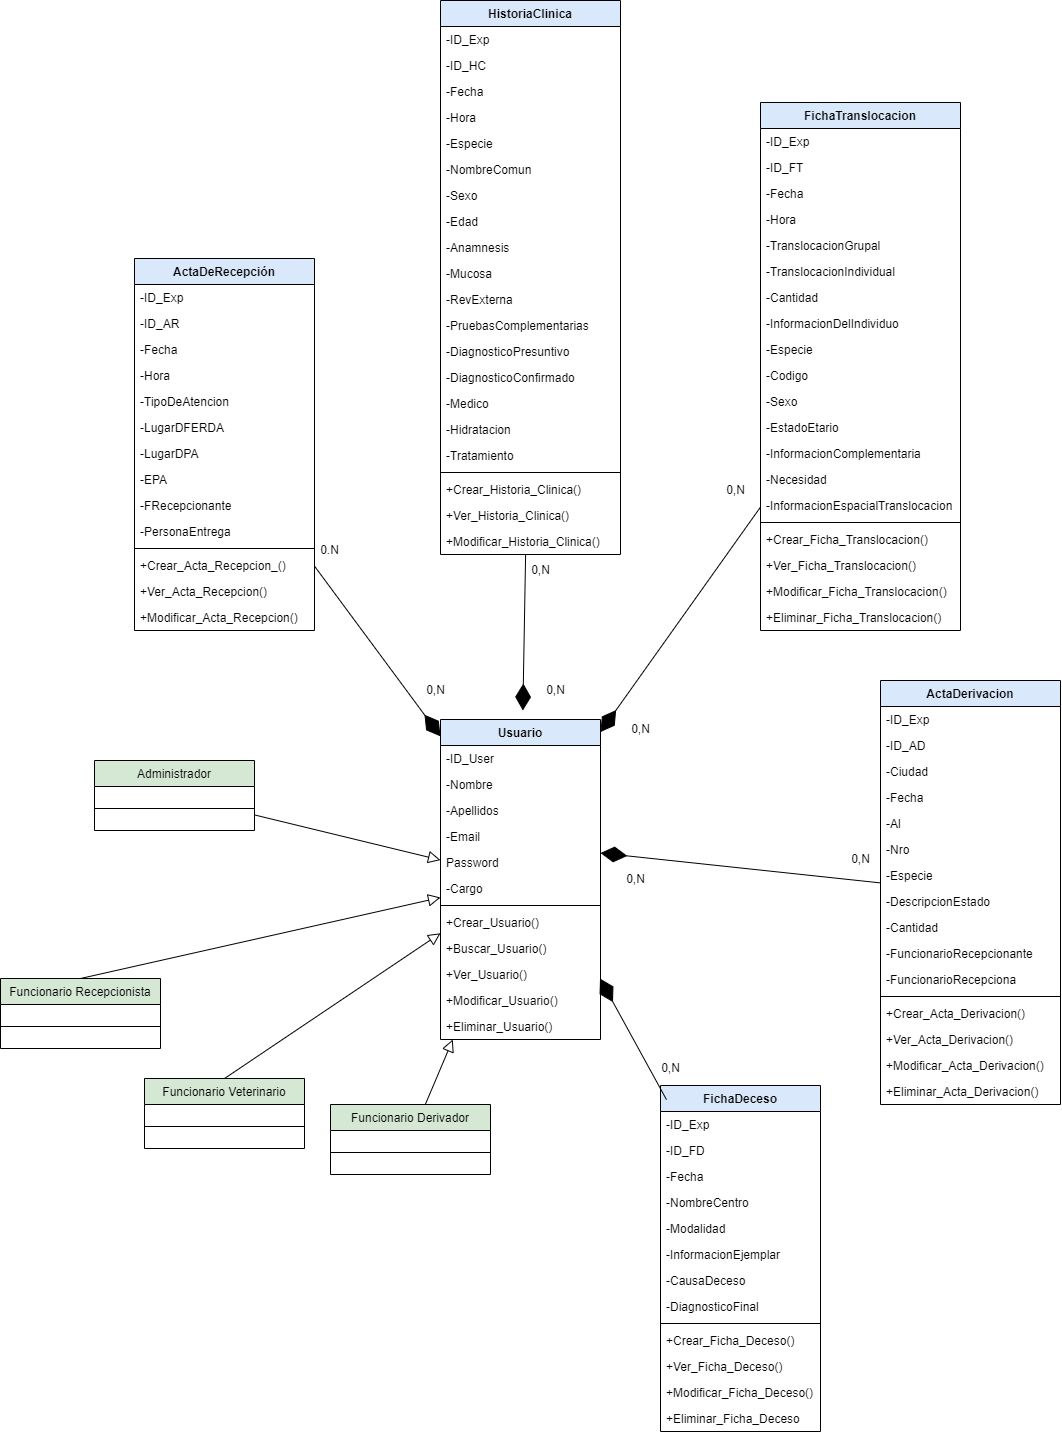 HistoriaClinica
-ID_Exp
-ID_HC
-Fecha
-Hora
-Especie
-NombreComun
-Sexo
-Edad
-Anamnesis
-Mucosa
-RevExterna
-PruebasComplementarias
-DiagnosticoPresuntivo
-DiagnosticoConfirmado
-Medico
-Hidratacion
-Tratamiento
+Crear_Historia_Clinica()
+Ver_Historia_Clinica()
+Modificar_Historia_Clinica()
0,N
0,N
FichaTranslocacion
-ID_Exp
-ID_FT
-Fecha
-Hora
-TranslocacionGrupal
-TranslocacionIndividual
-Cantidad
-InformacionDelIndividuo
-Especie
-Codigo
-Sexo
-EstadoEtario
-InformacionComplementaria
-Necesidad
-InformacionEspacialTranslocacion
+Crear_Ficha_Translocacion()
+Ver_Ficha_Translocacion()
+Modificar_Ficha_Translocacion()
+Eliminar_Ficha_Translocacion()
0,N
0,N
ActaDeRecepción
-ID_Exp
-ID_AR
-Fecha
-Hora
-TipoDeAtencion
-LugarDFERDA
-LugarDPA
-EPA
-FRecepcionante
-PersonaEntrega
+Crear_Acta_Recepcion_()
+Ver_Acta_Recepcion()
+Modificar_Acta_Recepcion()
0.N
0,N
Usuario
-ID_User
-Nombre
-Apellidos
-Email
Password
-Cargo
+Crear_Usuario()
+Buscar_Usuario()
+Ver_Usuario()
+Modificar_Usuario()
+Eliminar_Usuario()
ActaDerivacion
-ID_Exp
-ID_AD
-Ciudad
-Fecha
-Al
-Nro
-Especie
-DescripcionEstado
-Cantidad
-FuncionarioRecepcionante
-FuncionarioRecepciona
+Crear_Acta_Derivacion()
+Ver_Acta_Derivacion()
+Modificar_Acta_Derivacion()
+Eliminar_Acta_Derivacion()
0,N
0,N
Administrador
Funcionario Recepcionista
Funcionario Veterinario
Funcionario Derivador
0,N
FichaDeceso
-ID_Exp
-ID_FD
-Fecha
-NombreCentro
-Modalidad
-InformacionEjemplar
-CausaDeceso
-DiagnosticoFinal
+Crear_Ficha_Deceso()
+Ver_Ficha_Deceso()
+Modificar_Ficha_Deceso()
+Eliminar_Ficha_Deceso